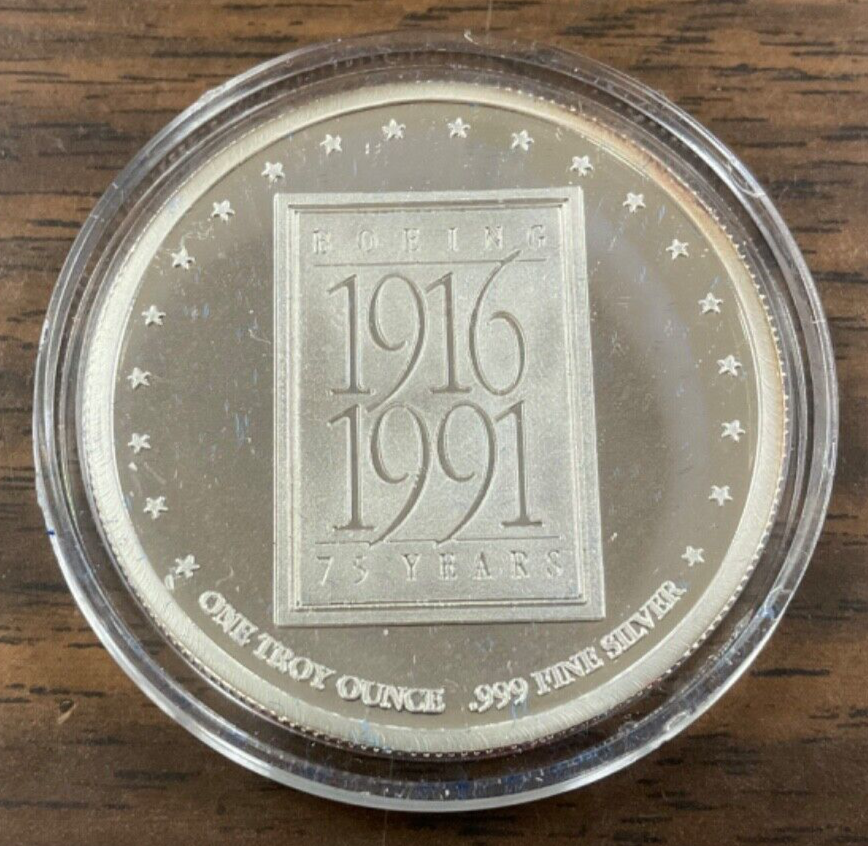 BOEING
1916
1991
75 YEARS
ONE TROY OUNCE .999 FINE SILVER